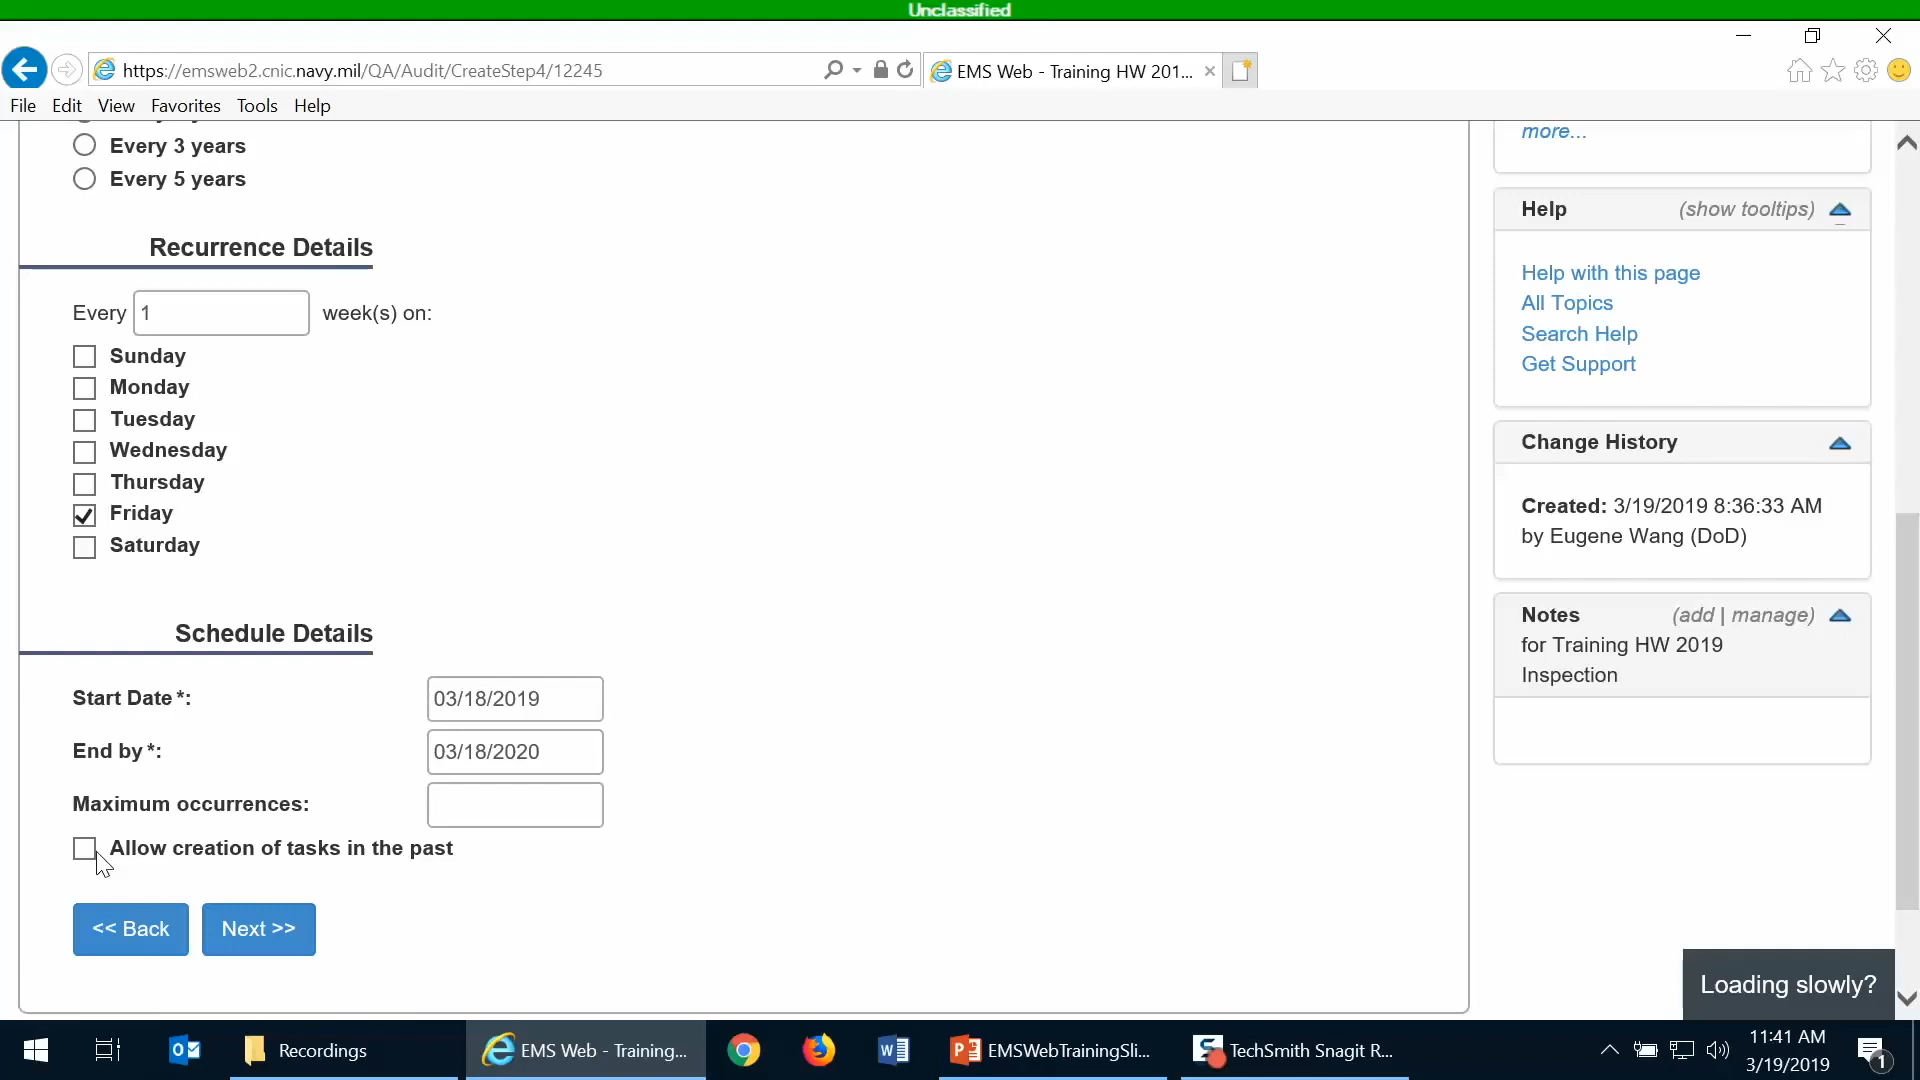 Unclassified
https://emsweb2.cnic.navy.mil/QA/Audit/CreateStep4/12245
EMS Web - Training HW 201...
File Edit View Favorites Tools Help
Every 3 years
Every 5 years
Recurrence Details
Every 1 week(s) on:
Sunday
Monday
Tuesday
Wednesday
Thursday
Friday
Saturday
Schedule Details
Start Date*: 03/18/2019
End by*: 03/18/2020
Maximum occurrences:
Allow creation of tasks in the past
<< Back Next >>
more...
Help (show tooltips)
Help with this page
All Topics
Search Help
Get Support
Change History
Created: 3/19/2019 8:36:33 AM
by Eugene Wang (DoD)
Notes (add | manage)
for Training HW 2019
Inspection
Loading slowly?
Recordings
EMS Web - Training...
EMSWebTrainingSli...
TechSmith Snagit R...
11:41 AM
3/19/2019
1